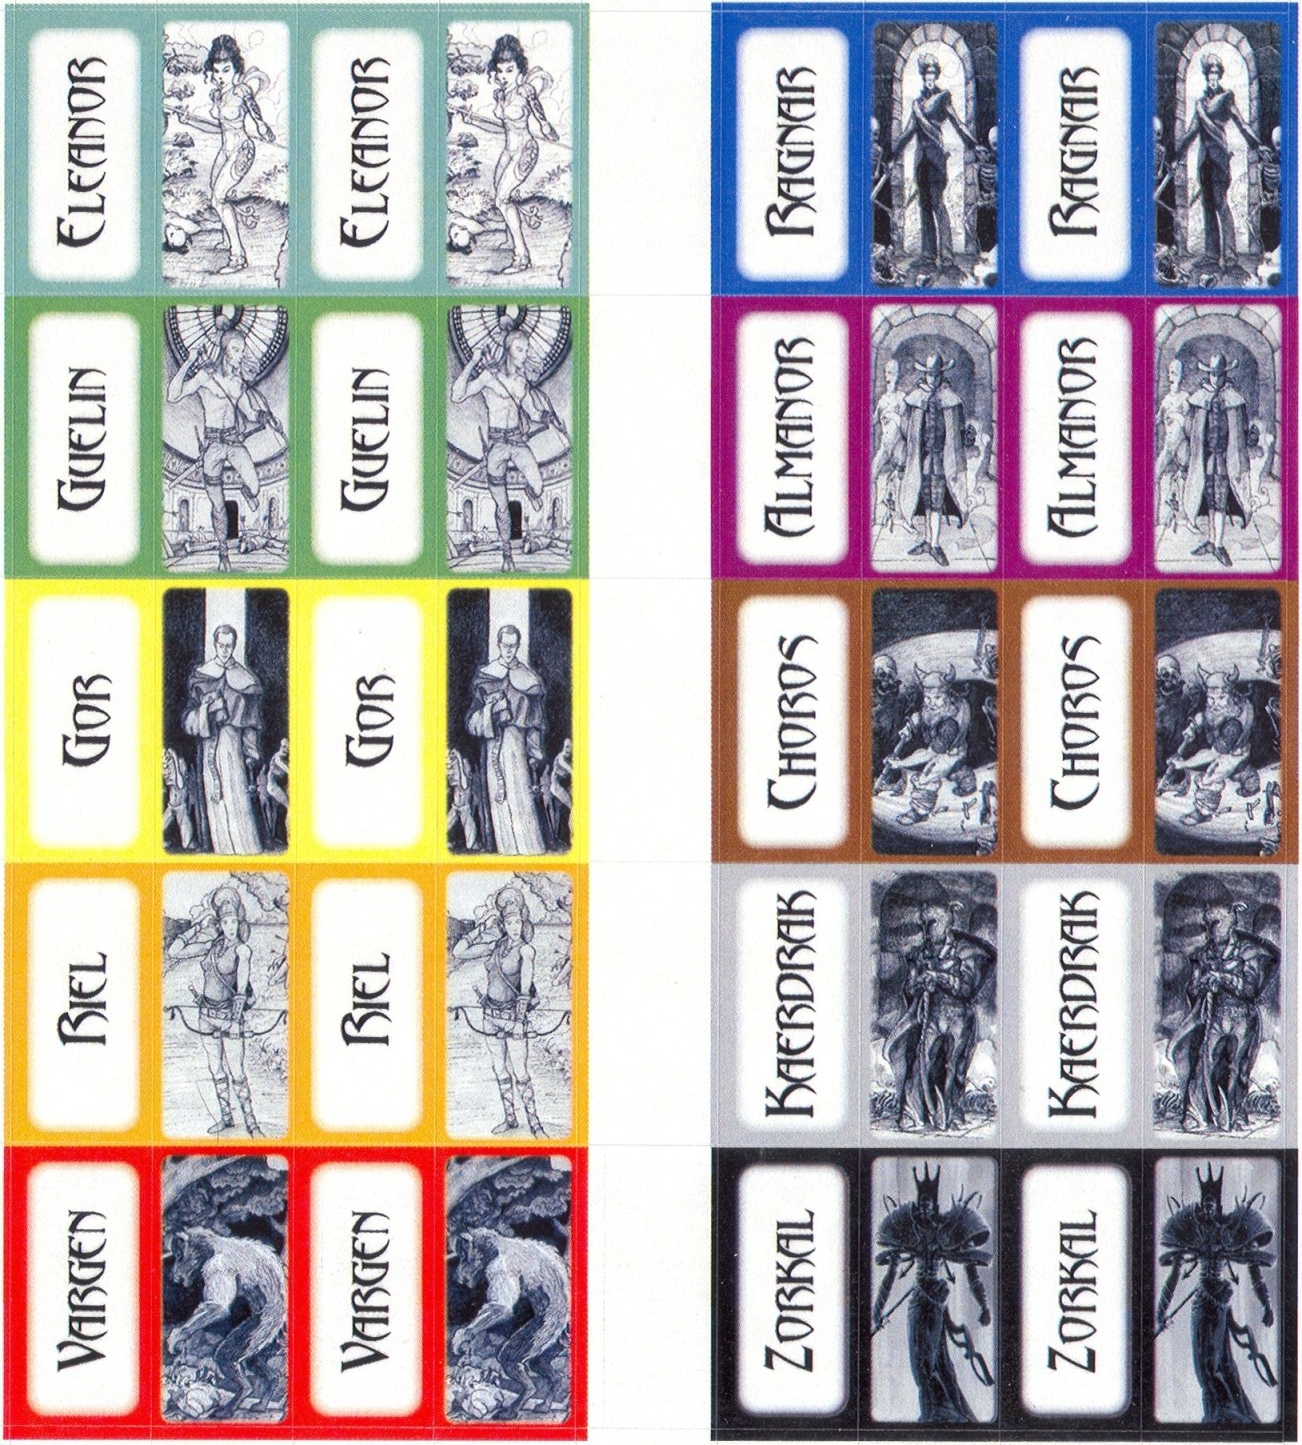 ELEANOR
ELEANOR
RAGNAR
RAGNAR
GUELIN
GUELIN
ALMANOR
ALMANOR
GOR
GOR
CHOROS
CHOROS
RIEL
RIEL
KAERDRAK
KAERDRAK
VARGEN
VARGEN
ZORKAL
ZORKAL